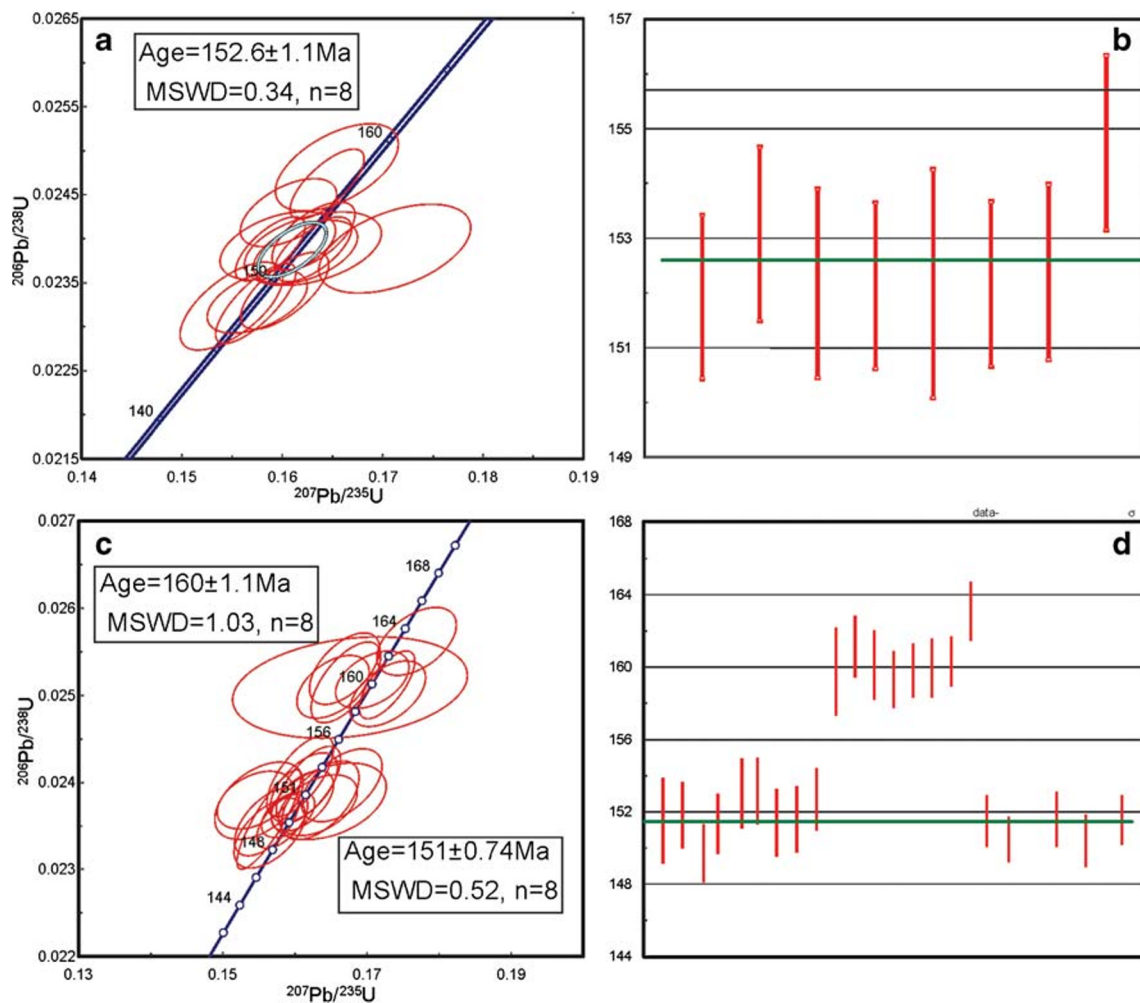 a
Age=152.6±1.1Ma
MSWD=0.34, n=8
0.0265
0.0255
0.0245
0.0235
0.0225
0.0215
160
150
140
0.14
0.15
0.16
0.17
0.18
0.19
²⁰⁶Pb/²³⁸U
²⁰⁷Pb/²³⁵U
b
157
155
153
151
149
c
Age=160±1.1Ma
MSWD=1.03, n=8
0.027
0.026
0.025
0.024
0.023
0.022
168
164
160
156
151
148
144
Age=151±0.74Ma
MSWD=0.52, n=8
0.13
0.15
0.17
0.19
²⁰⁶Pb/²³⁸U
²⁰⁷Pb/²³⁵U
data-
σ
d
168
164
160
156
152
148
144